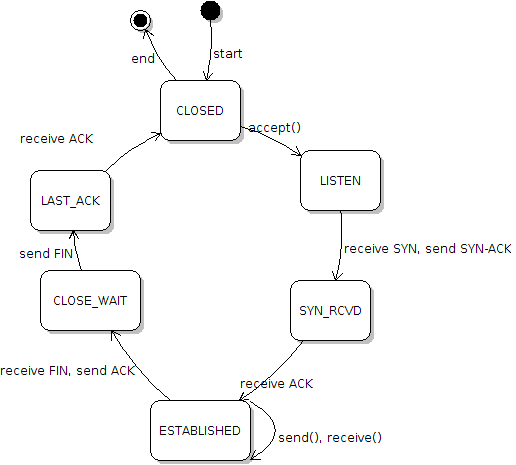 start
end
CLOSED
accept()
receive ACK
LISTEN
LAST_ACK
receive SYN, send SYN-ACK
send FIN
CLOSE_WAIT
SYN_RCVD
receive FIN, send ACK
receive ACK
ESTABLISHED
send(), receive()